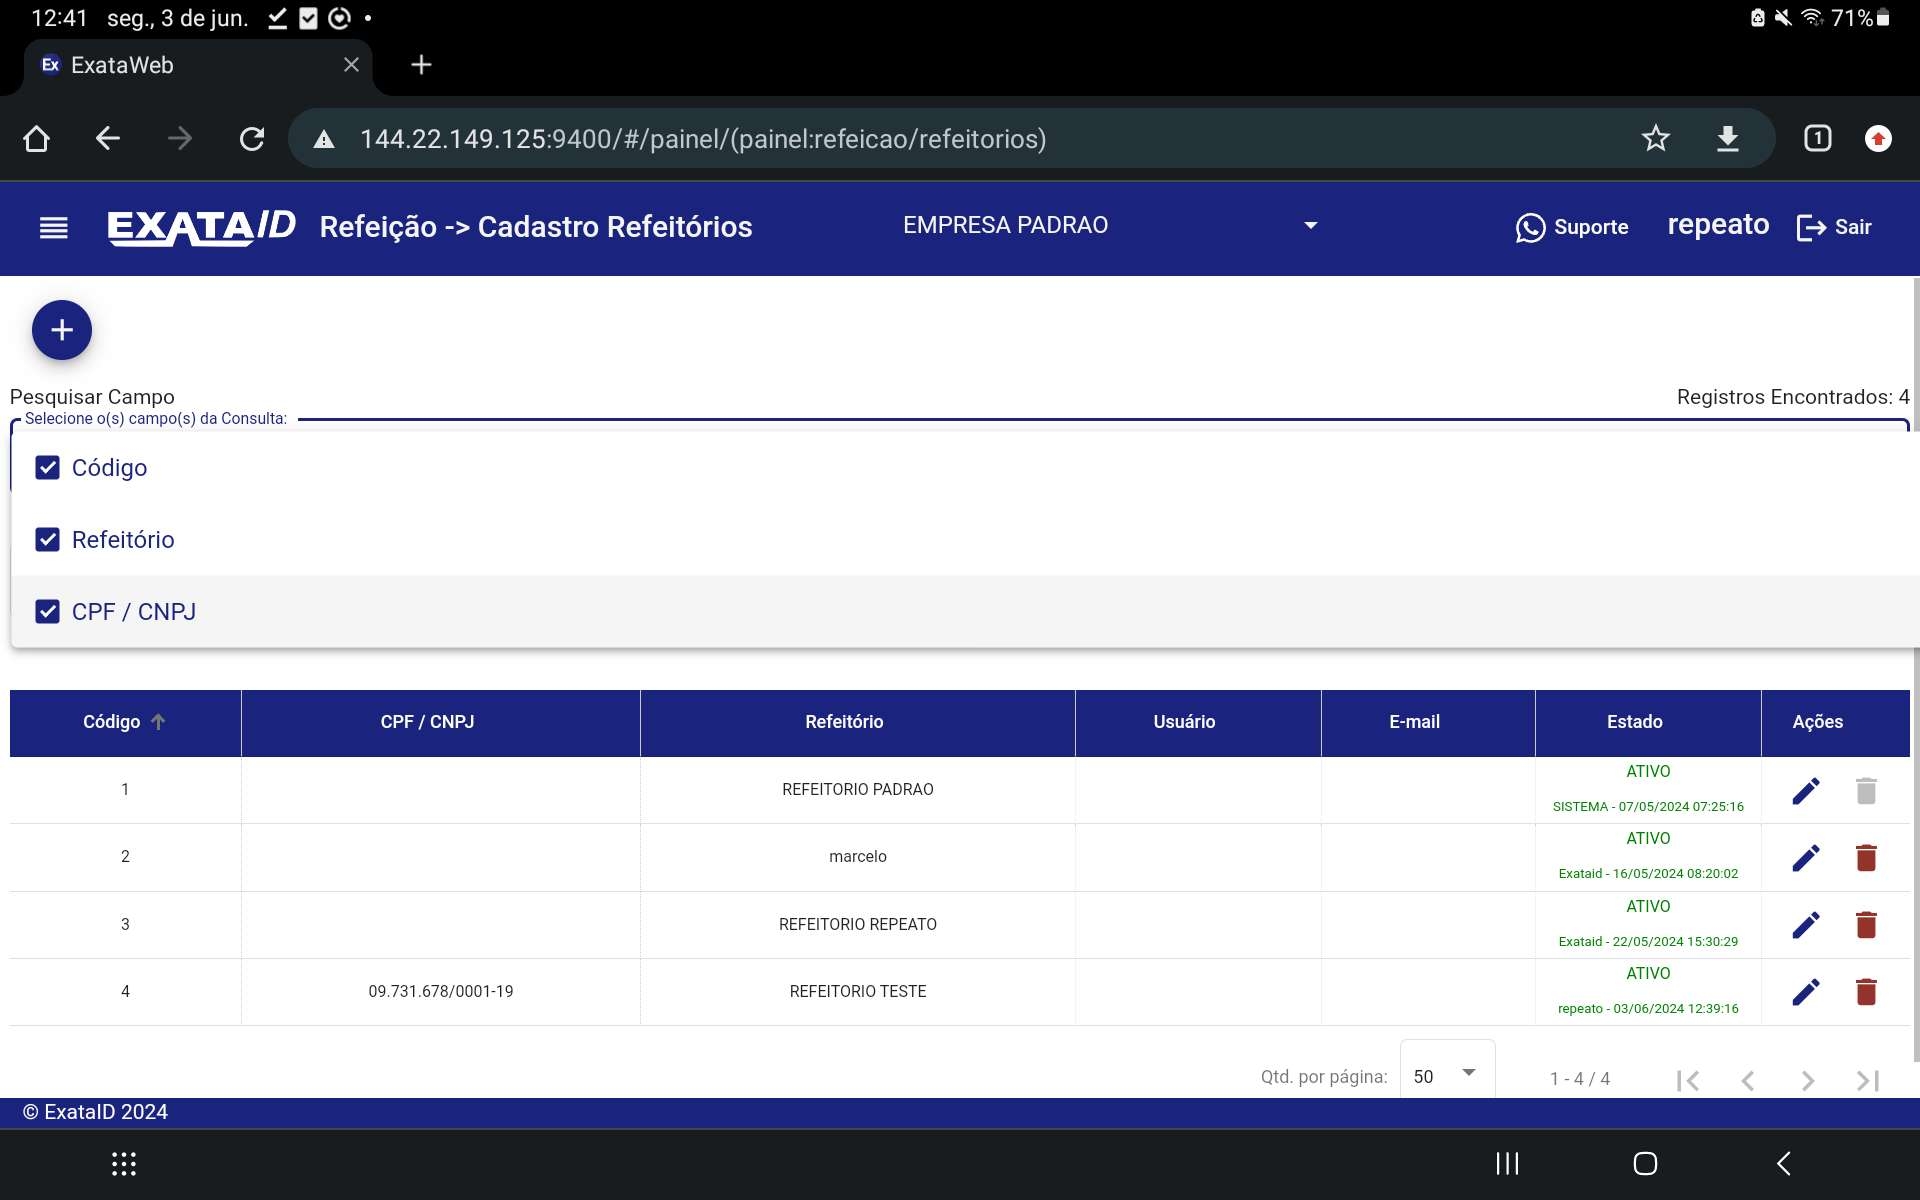 12:41 seg., 3 de jun. 71%
Ex ExataWeb
144.22.149.125:9400/#/painel/(painel:refeicao/refeitorios) 1
EXATAID Refeição -> Cadastro Refeitórios EMPRESA PADRAO Suporte repeato Sair
Pesquisar Campo Registros Encontrados: 4
Selecione o(s) campo(s) da Consulta:
Código
Refeitório
CPF / CNPJ
Código CPF / CNPJ Refeitório Usuário E-mail Estado Ações
1 REFEITORIO PADRAO ATIVO
SISTEMA - 07/05/2024 07:25:16
2 marcelo ATIVO
Exataid - 16/05/2024 08:20:02
3 REFEITORIO REPEATO ATIVO
Exataid - 22/05/2024 15:30:29
4 09.731.678/0001-19 REFEITORIO TESTE ATIVO
repeato - 03/06/2024 12:39:16
Qtd. por página: 50 1 - 4 / 4
© ExataID 2024